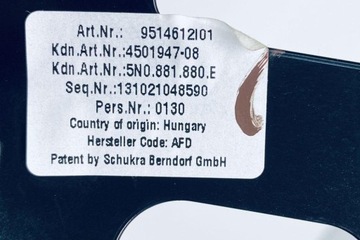 Art.Nr.: 9514612I01
Kdn.Art.Nr.:4501947-08
Kdn.Art.Nr.:5N0.881.880.E
Seq.Nr.:131021048590
Pers.Nr.: 0130
Country of origin: Hungary
Hersteller Code: AFD
Patent by Schukra Berndorf GmbH